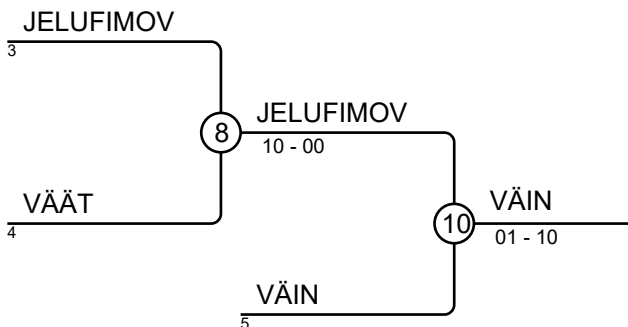 JELUFIMOV
3
8
JELUFIMOV
10 - 00
VÄÄT
4
10
VÄIN
01 - 10
VÄIN
5